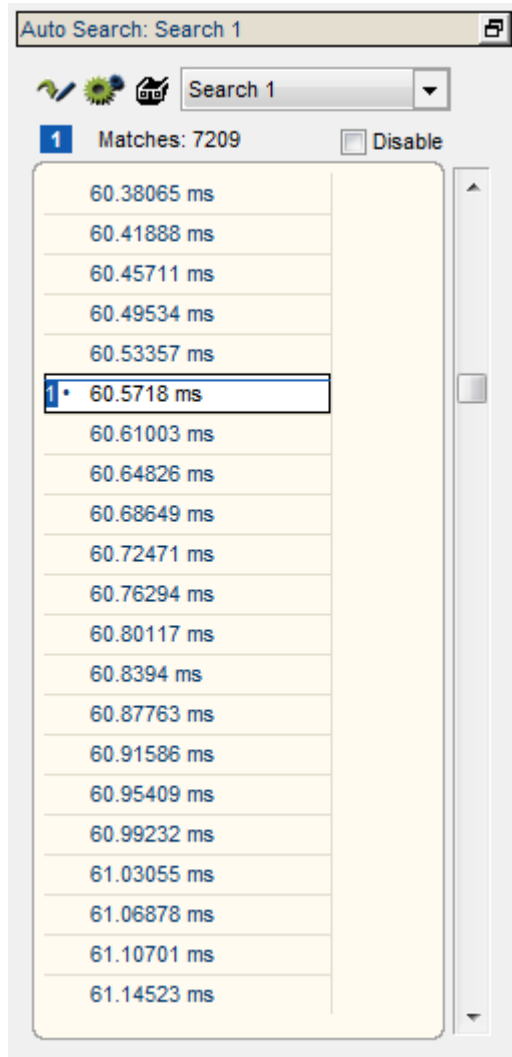 Auto Search: Search 1
Search 1
1 Matches: 7209 Disable
60.38065 ms
60.41888 ms
60.45711 ms
60.49534 ms
60.53357 ms
1 • 60.5718 ms
60.61003 ms
60.64826 ms
60.68649 ms
60.72471 ms
60.76294 ms
60.80117 ms
60.8394 ms
60.87763 ms
60.91586 ms
60.95409 ms
60.99232 ms
61.03055 ms
61.06878 ms
61.10701 ms
61.14523 ms